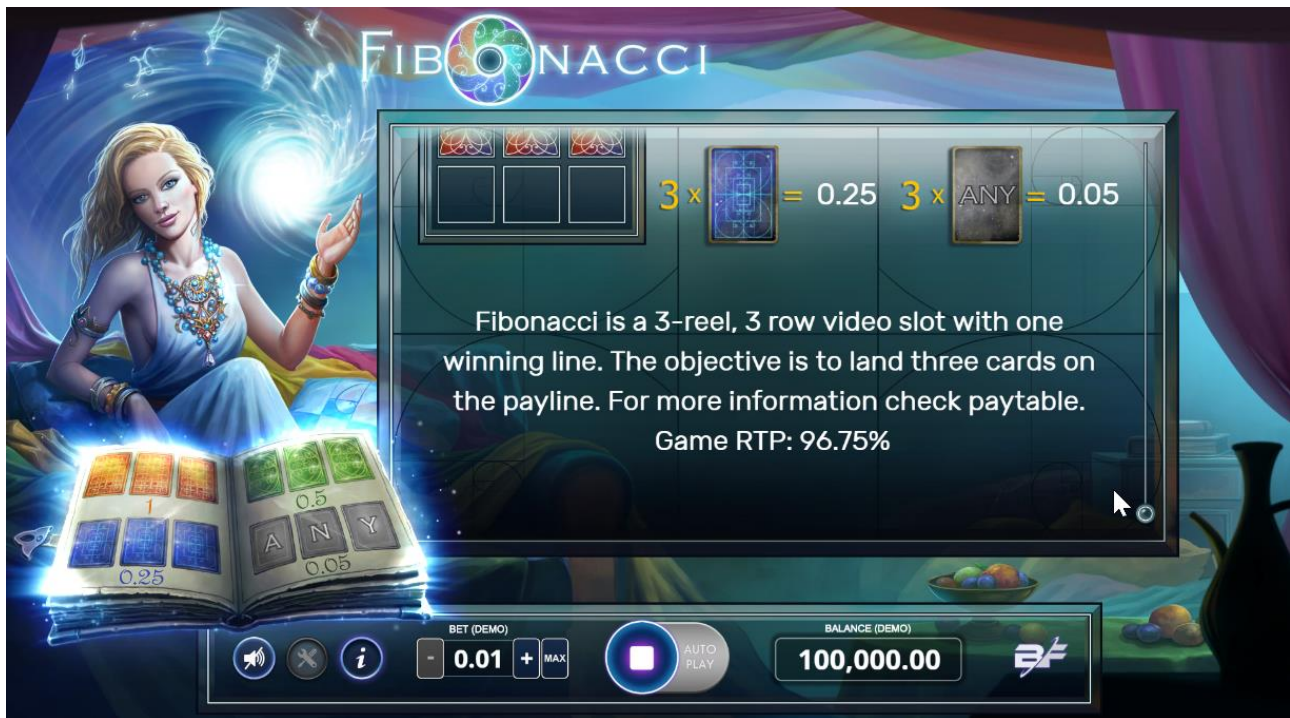 FIBONACCI
3 x = 0.25 3 x ANY = 0.05
Fibonacci is a 3-reel, 3 row video slot with one
winning line. The objective is to land three cards on
the payline. For more information check paytable.
Game RTP: 96.75%
1
0.5
0.25
A N Y
0.05
BET (DEMO)
- 0.01 + MAX
AUTO
PLAY
BALANCE (DEMO)
100,000.00
i
BF